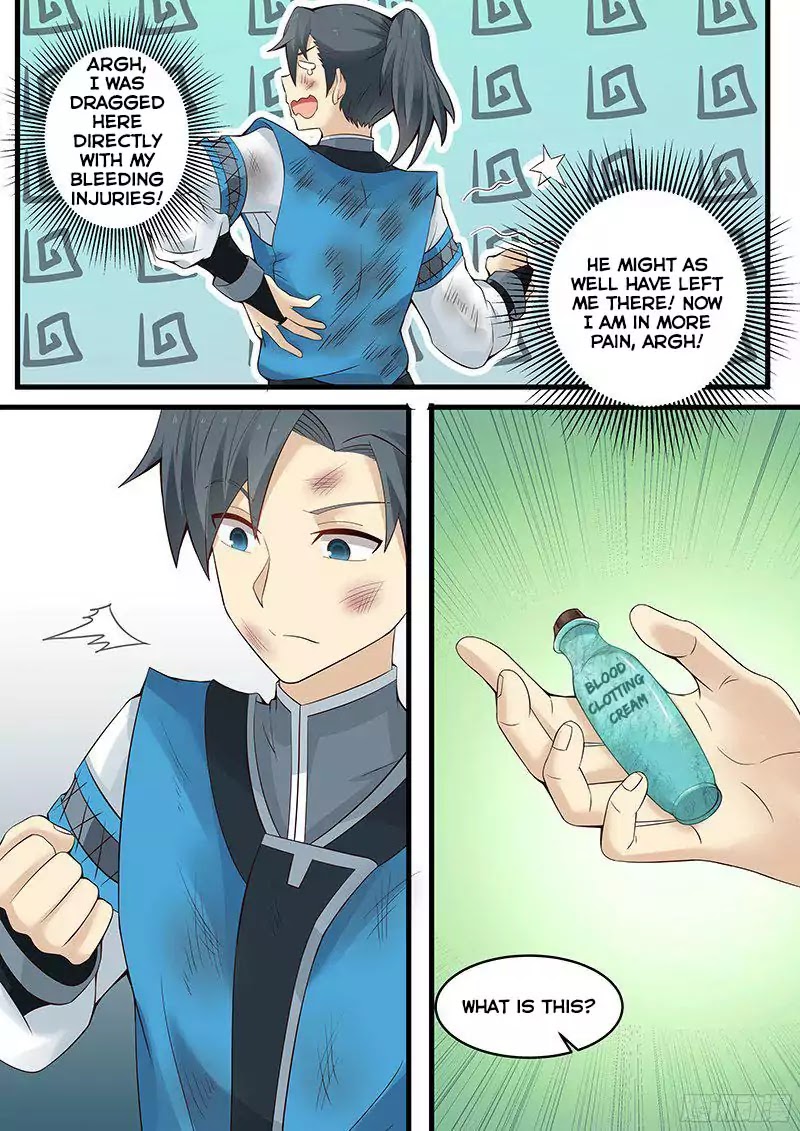 ARGH,
I WAS
DRAGGED
HERE
DIRECTLY
WITH MY
BLEEDING
INJURIES!
HE MIGHT AS
WELL HAVE LEFT
ME THERE! NOW
I AM IN MORE
PAIN, ARGH!
BLOOD
CLOTTING
CREAM
WHAT IS THIS?